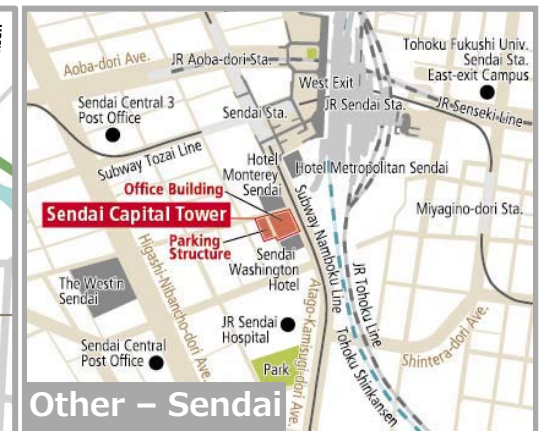 Aoba-dori Ave.
JR Aoba-dori Sta.
Tohoku Fukushi Univ.
Sendai Sta.
East-exit Campus
West Exit
JR Sendai Sta.
JR Senseki Line
Sendai Central 3
Post Office
Sendai Sta.
Subway Tozai Line
Hotel
Monterey
Sendai
Hotel Metropolitan Sendai
Office Building
Sendai Capital Tower
Parking
Structure
Miyagino-dori Sta.
Subway Namboku Line
Sendai
Washington
Hotel
Higashi Nibancho-dori Ave.
The Westin
Sendai
JR Tohoku Line
Atago-Kamisugi-dori Ave.
JR Sendai
Hospital
Tohoku Shinkansen
Shintera-dori Ave.
Sendai Central
Post Office
Park
Other – Sendai